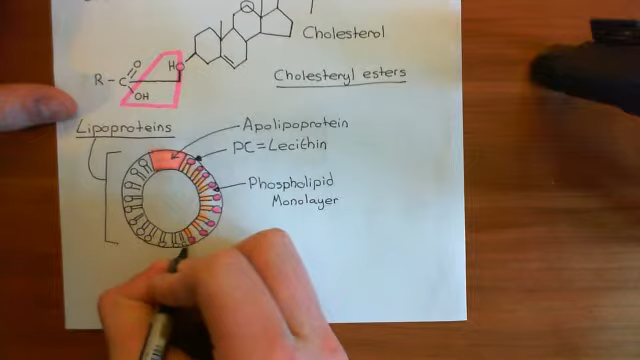 Cholesterol
O
HO
R - C
OH
Cholesteryl esters
Lipoproteins
Apolipoprotein
PC = Lecithin
Phospholipid
Monolayer